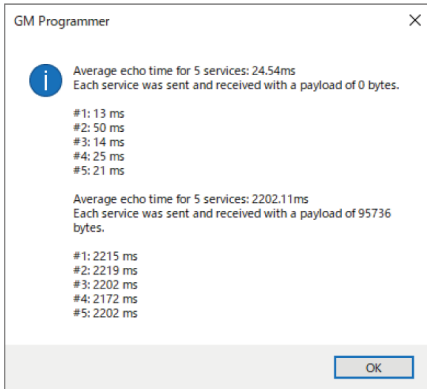 GM Programmer
Average echo time for 5 services: 24.54ms
Each service was sent and received with a payload of 0 bytes.
#1: 13 ms
#2: 50 ms
#3: 14 ms
#4: 25 ms
#5: 21 ms
Average echo time for 5 services: 2202.11ms
Each service was sent and received with a payload of 95736
bytes.
#1: 2215 ms
#2: 2219 ms
#3: 2202 ms
#4: 2172 ms
#5: 2202 ms
OK